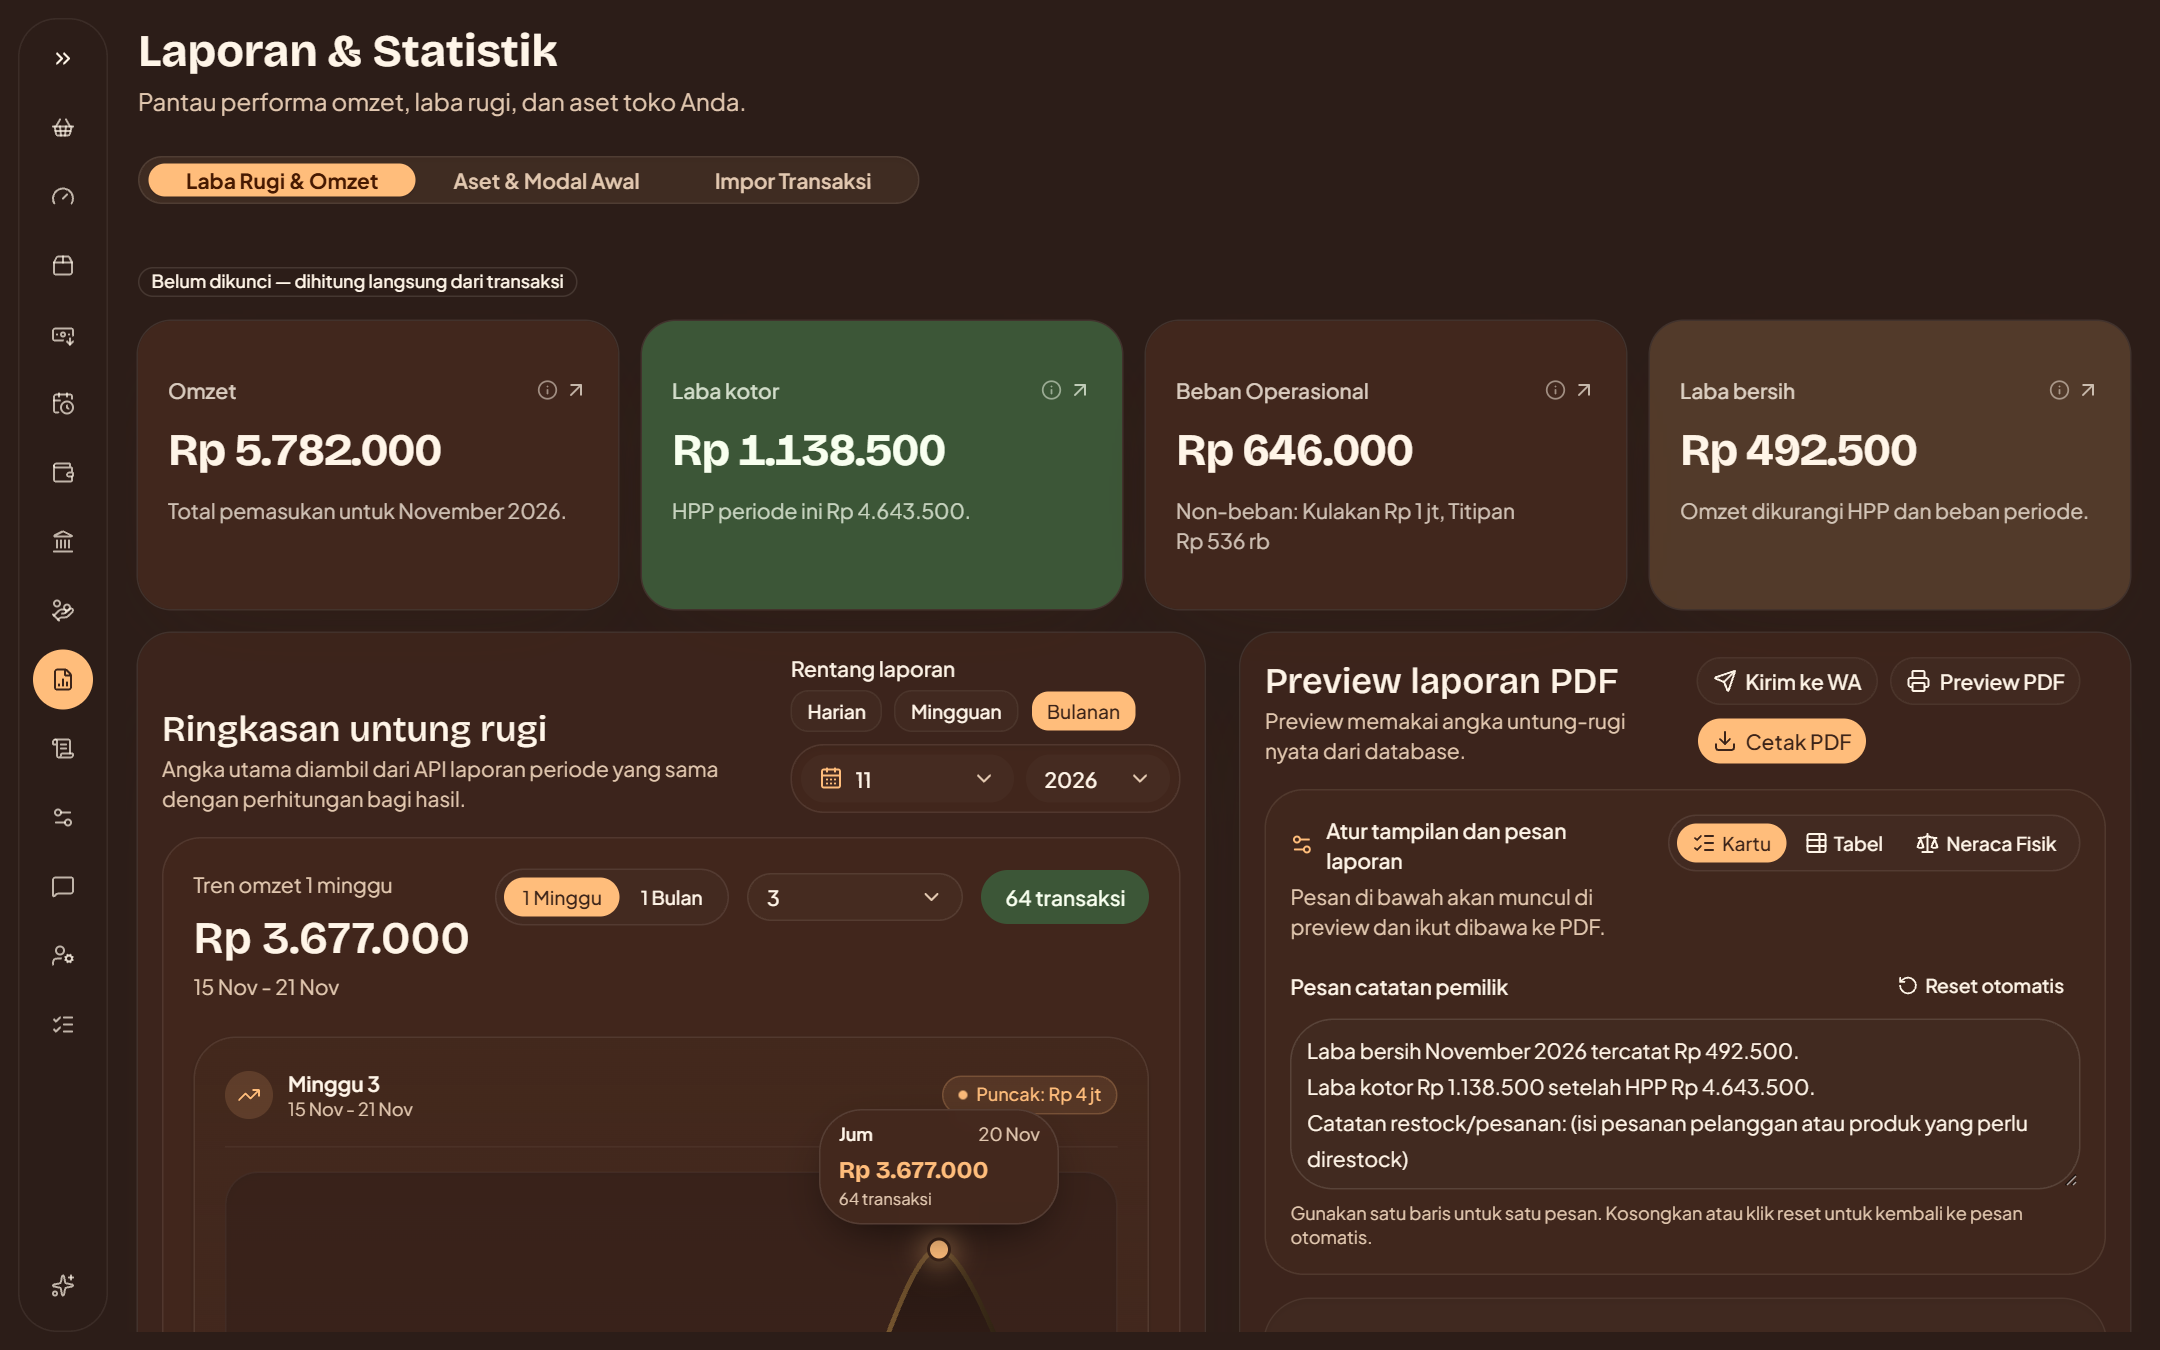 Laporan & Statistik
Pantau performa omzet, laba rugi, dan aset toko Anda.
Laba Rugi & Omzet
Aset & Modal Awal
Impor Transaksi
Belum dikunci — dihitung langsung dari transaksi
Omzet
Rp 5.782.000
Total pemasukan untuk November 2026.
Laba kotor
Rp 1.138.500
HPP periode ini Rp 4.643.500.
Beban Operasional
Rp 646.000
Non-beban: Kulakan Rp 1 jt, Titipan
Rp 536 rb
Laba bersih
Rp 492.500
Omzet dikurangi HPP dan beban periode.
Ringkasan untung rugi
Angka utama diambil dari API laporan periode yang sama
dengan perhitungan bagi hasil.
Rentang laporan
Harian
Mingguan
Bulanan
11
2026
Tren omzet 1 minggu
Rp 3.677.000
15 Nov - 21 Nov
1 Minggu
1 Bulan
3
64 transaksi
Minggu 3
15 Nov - 21 Nov
Puncak: Rp 4 jt
Jum
20 Nov
Rp 3.677.000
64 transaksi
Preview laporan PDF
Preview memakai angka untung-rugi
nyata dari database.
Kirim ke WA
Preview PDF
Cetak PDF
Atur tampilan dan pesan
laporan
Pesan di bawah akan muncul di
preview dan ikut dibawa ke PDF.
Kartu
Tabel
Neraca Fisik
Pesan catatan pemilik
Reset otomatis
Laba bersih November 2026 tercatat Rp 492.500.
Laba kotor Rp 1.138.500 setelah HPP Rp 4.643.500.
Catatan restock/pesanan: (isi pesanan pelanggan atau produk yang perlu
direstock)
Gunakan satu baris untuk satu pesan. Kosongkan atau klik reset untuk kembali ke pesan
otomatis.